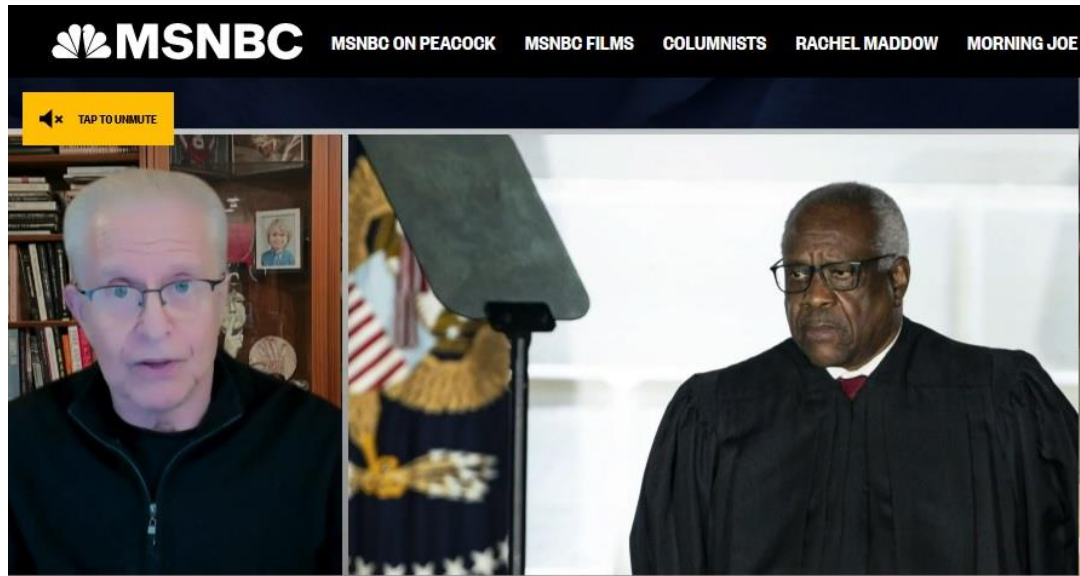 MSNBC MSNBC ON PEACOCK MSNBC FILMS COLUMNISTS RACHEL MADDOW MORNING JOE
TAP TO UNMUTE